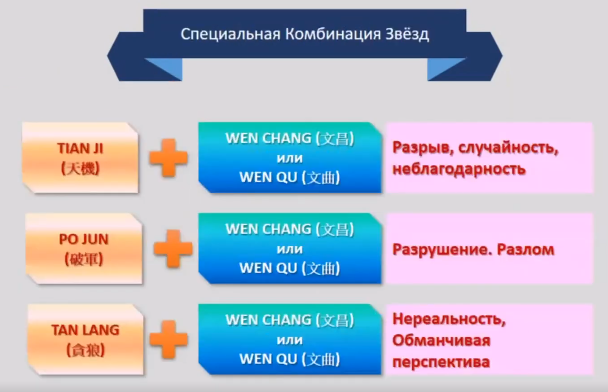 Специальная Комбинация Звёзд
TIAN JI
(天機)
WEN CHANG (文昌)
или
WEN QU (文曲)
Разрыв, случайность,
неблагодарность
PO JUN
(破軍)
WEN CHANG (文昌)
или
WEN QU (文曲)
Разрушение. Разлом
TAN LANG
(貪狼)
WEN CHANG (文昌)
или
WEN QU (文曲)
Нереальность,
Обманчивая
перспектива